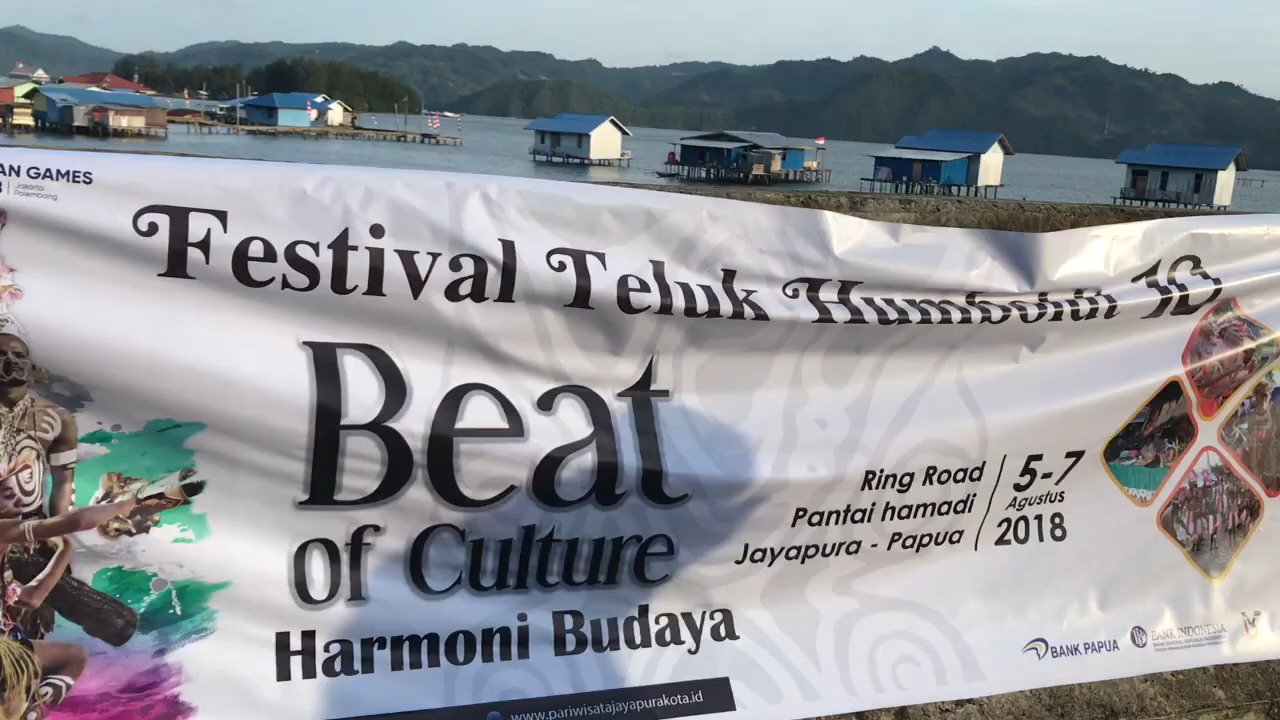 AN GAMES
Jakarta
Palembang
Festival Teluk Humboldt 10
Beat
of Culture
Harmoni Budaya
Ring Road
Pantai hamadi
Jayapura - Papua
5-7
Agustus
2018
BANK PAPUA
BANK INDONESIA
www.pariwisatajayapurakota.id